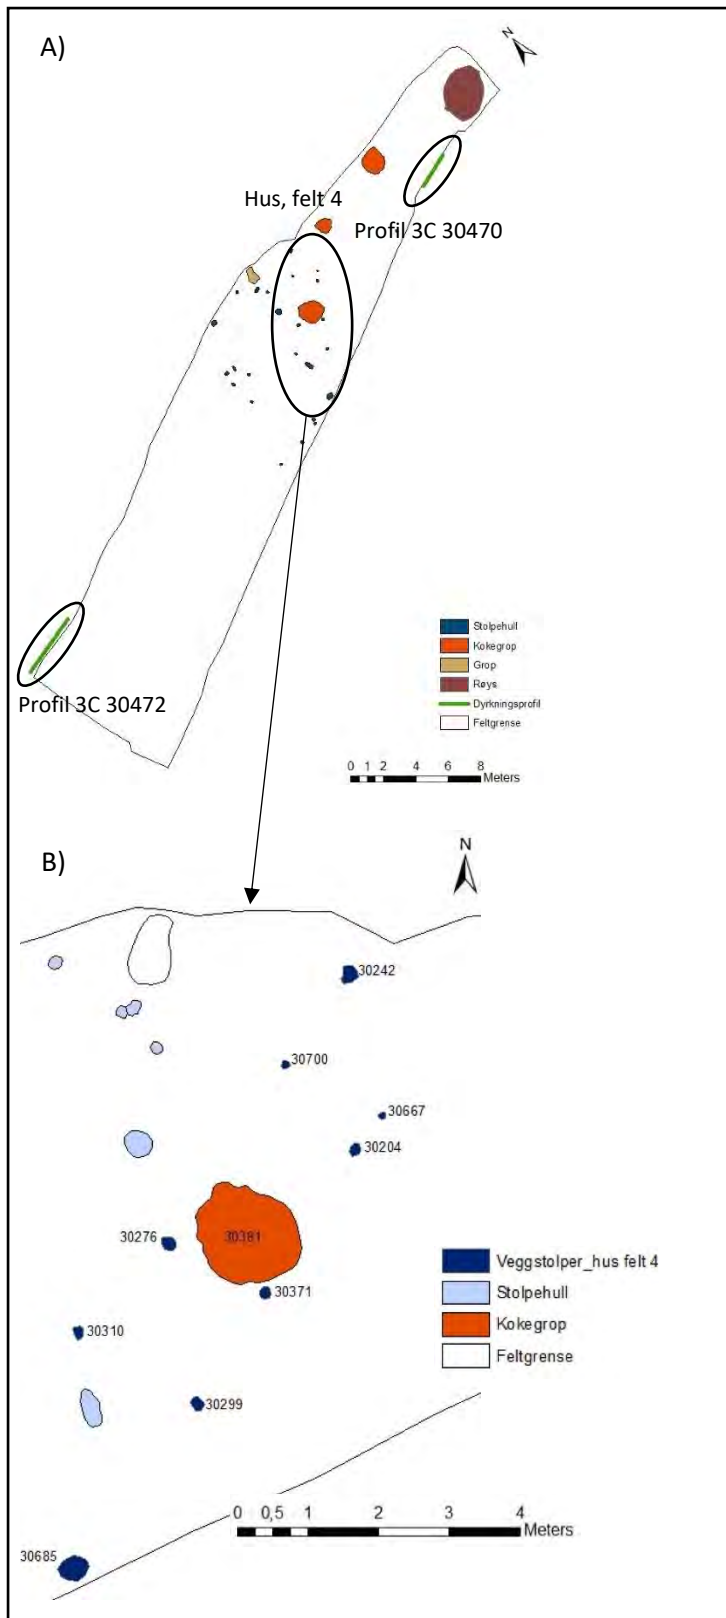 A)
N
Hus, felt 4
Profil 3C 30470
Profil 3C 30472
Stolpehull
Kokegrop
Grop
Røys
Dyrkningsprofil
Feltgrense
0 1 2 4 6 8
Meters
B)
N
30242
30700
30667
30204
30276
30381
30371
30310
30299
30685
Veggstolper_hus felt 4
Stolpehull
Kokegrop
Feltgrense
0 0,5 1 2 3 4
Meters